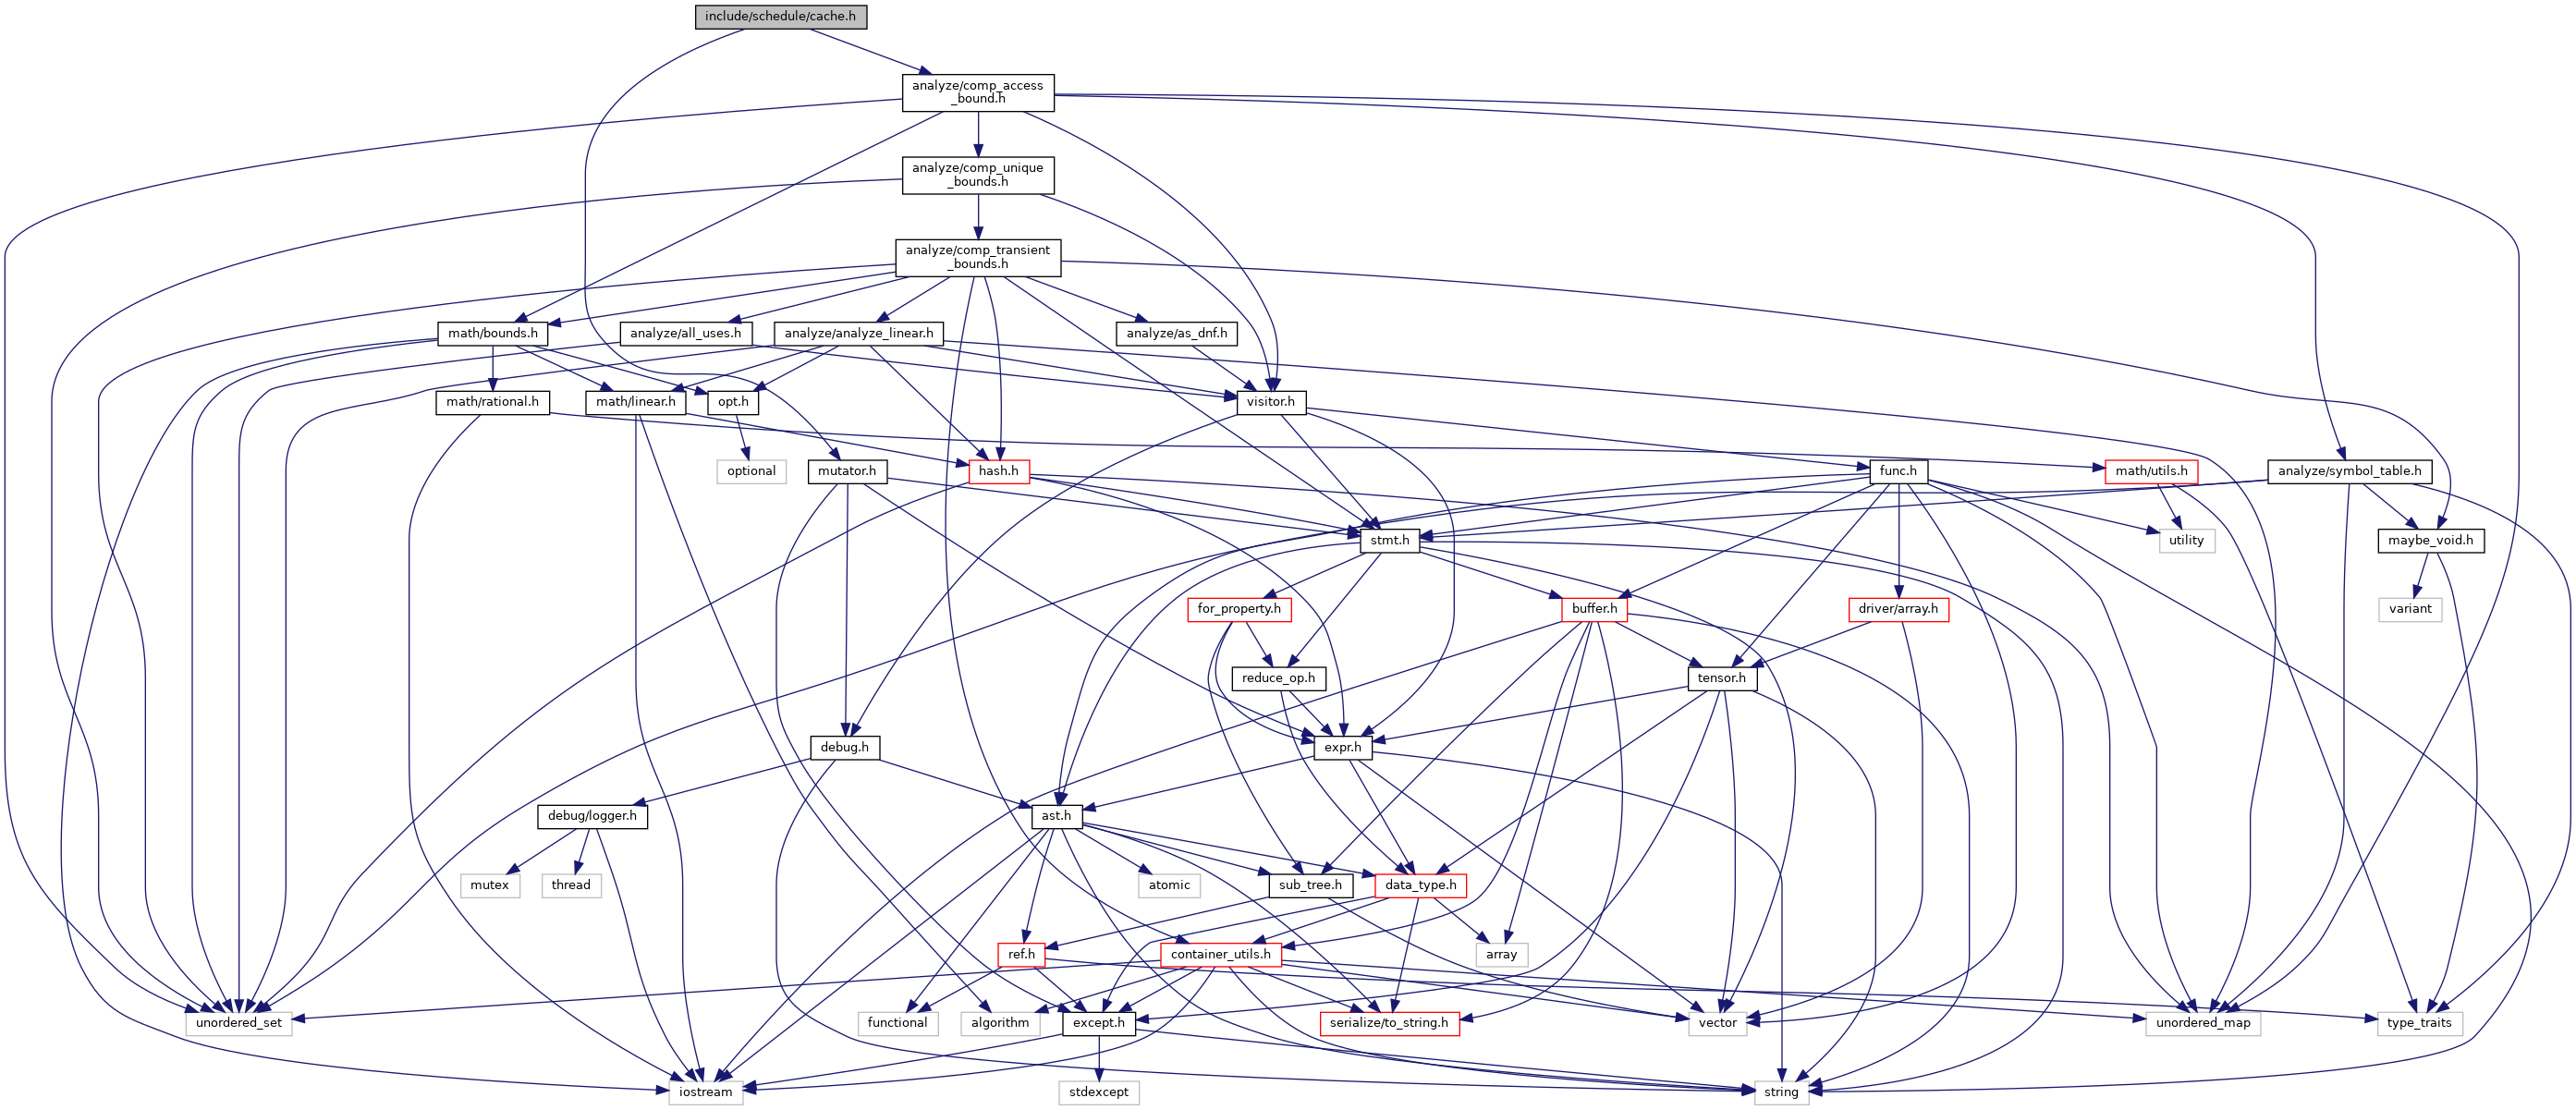 include/schedule/cache.h
analyze/comp_access
_bound.h
analyze/comp_unique
_bounds.h
analyze/comp_transient
_bounds.h
math/bounds.h
analyze/all_uses.h
analyze/analyze_linear.h
analyze/as_dnf.h
math/rational.h
math/linear.h
opt.h
visitor.h
optional
mutator.h
hash.h
func.h
math/utils.h
analyze/symbol_table.h
stmt.h
utility
maybe_void.h
for_property.h
buffer.h
driver/array.h
variant
reduce_op.h
tensor.h
debug.h
expr.h
debug/logger.h
ast.h
mutex
thread
atomic
sub_tree.h
data_type.h
ref.h
container_utils.h
array
unordered_set
functional
algorithm
except.h
serialize/to_string.h
vector
unordered_map
type_traits
iostream
stdexcept
string